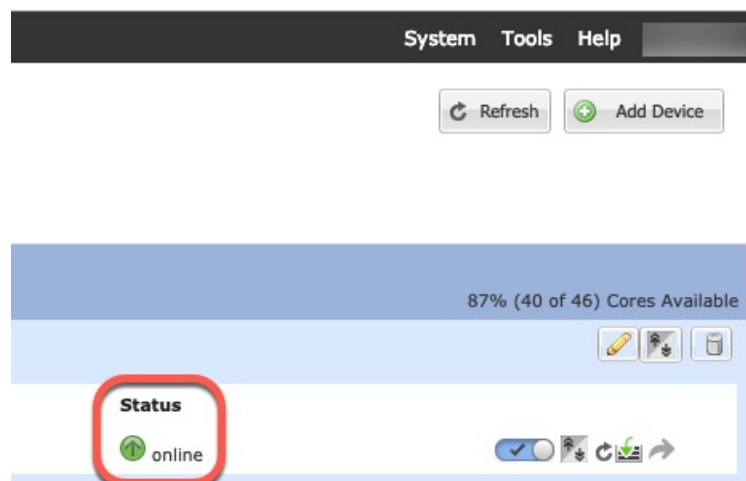 System Tools Help
Refresh Add Device
87% (40 of 46) Cores Available
Status
online